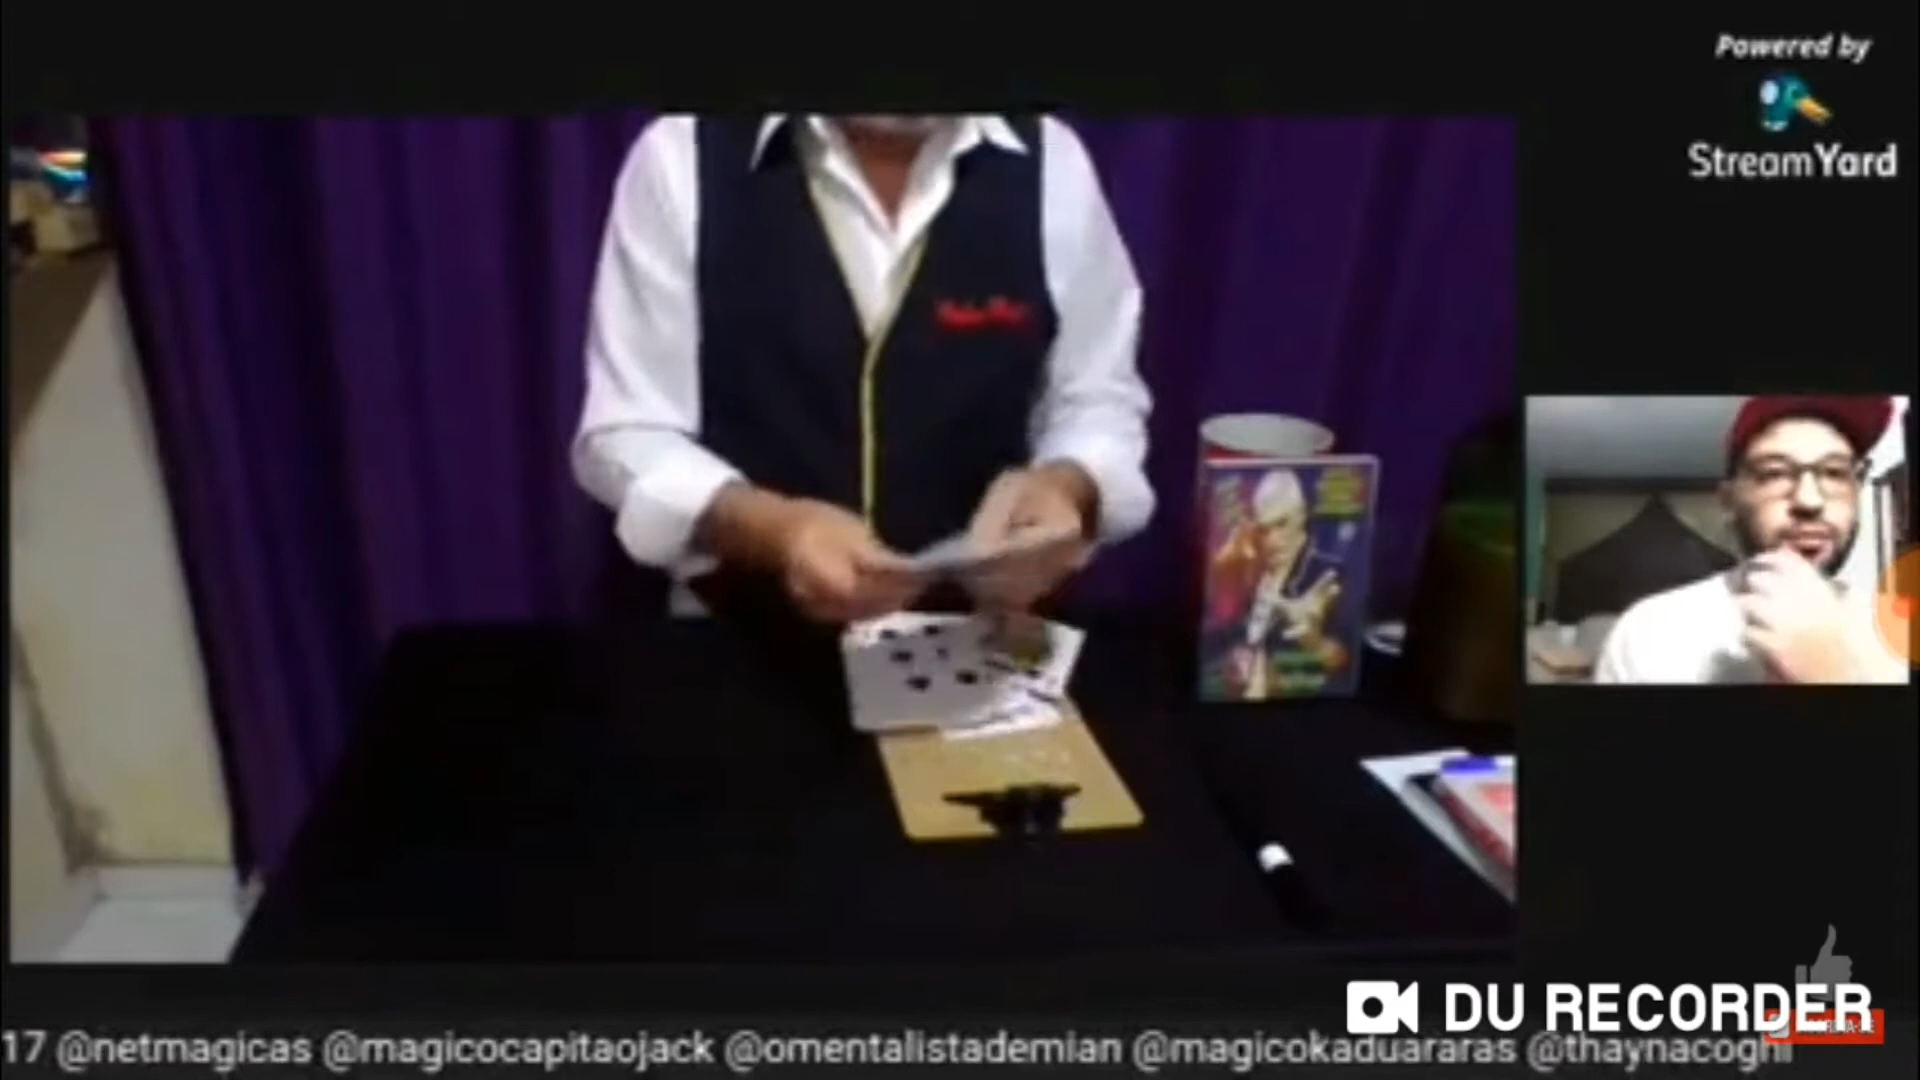 Powered by
StreamYard
DU RECORDER
17 @netmagicas @magicocapitaojack @omentalistademian @magicokaduararas @thaynacoghi